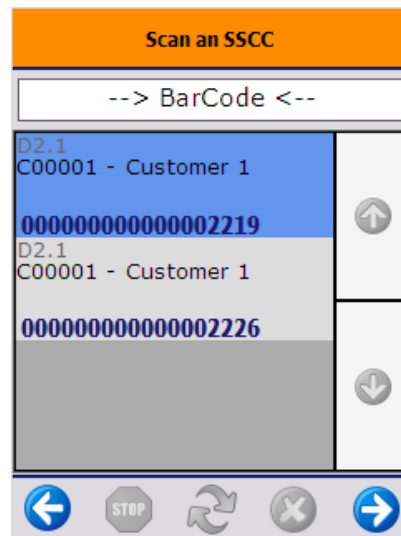 Scan an SSCC
--> BarCode <--
D2.1
C00001 - Customer 1
000000000000002219
D2.1
C00001 - Customer 1
000000000000002226
STOP